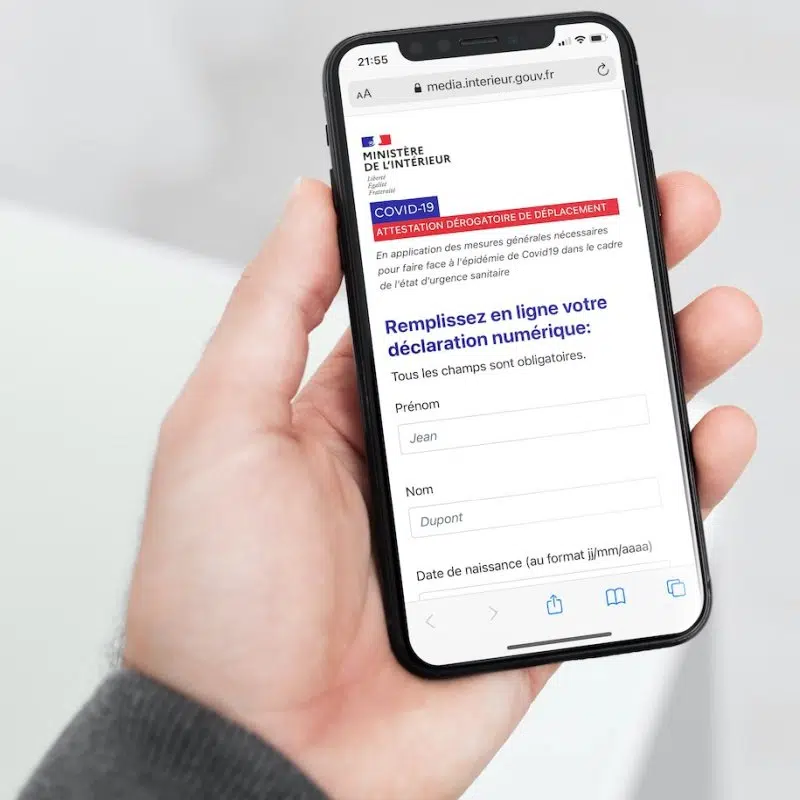 21:55
AA media.interieur.gouv.fr
MINISTÈRE
DE L'INTÉRIEUR
Liberté
Égalité
Fraternité
COVID-19
ATTESTATION DÉROGATOIRE DE DÉPLACEMENT
En application des mesures générales nécessaires
pour faire face à l'épidémie de Covid19 dans le cadre
de l'état d'urgence sanitaire
Remplissez en ligne votre
déclaration numérique:
Tous les champs sont obligatoires.
Prénom
Jean
Nom
Dupont
Date de naissance (au format jj/mm/aaaa)